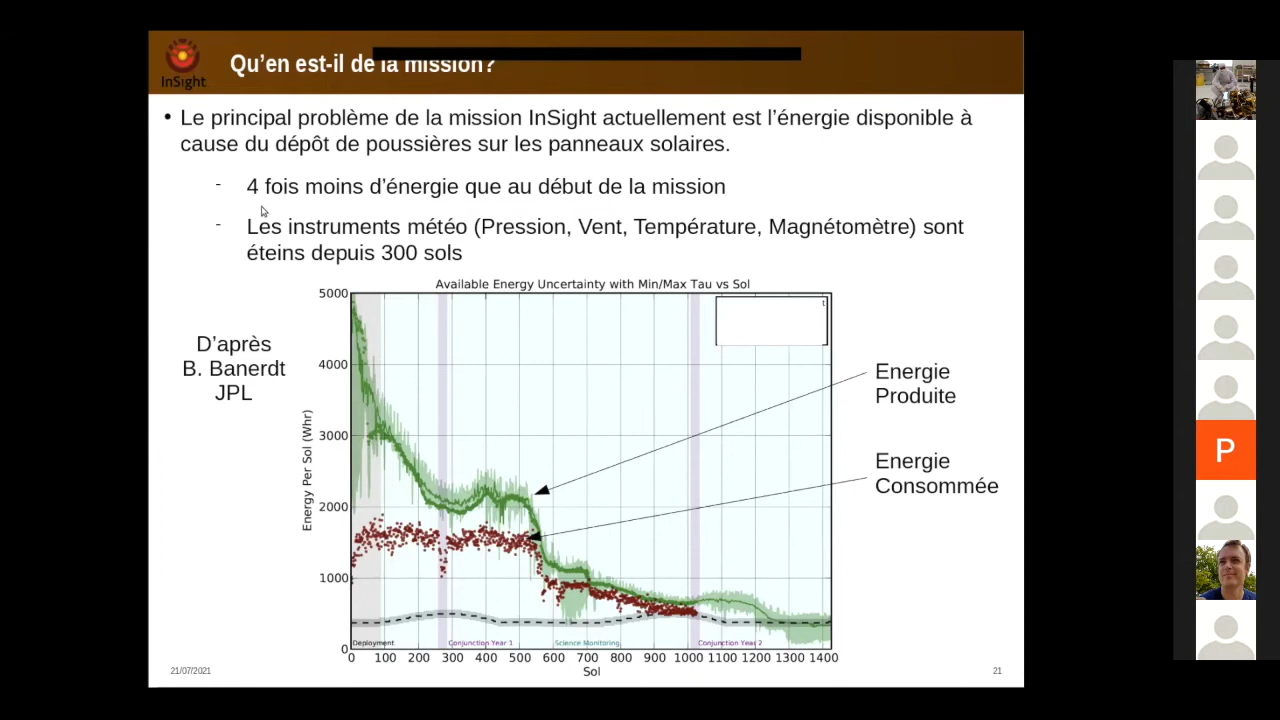 InSight
Qu'en est-il de la mission?
• Le principal problème de la mission InSight actuellement est l'énergie disponible à
cause du dépôt de poussières sur les panneaux solaires.
- 4 fois moins d'énergie que au début de la mission
- Les instruments météo (Pression, Vent, Température, Magnétomètre) sont
éteins depuis 300 sols
Available Energy Uncertainty with Min/Max Tau vs Sol
D'après
B. Banerdt
JPL
Energy Per Sol (Whr)
5000
4000
3000
2000
1000
0
t
Energie
Produite
Energie
Consommée
Deployment
Conjunction Year 1
Science Monitoring
Conjunction Year 2
0 100 200 300 400 500 600 700 800 900 1000 1100 1200 1300 1400
Sol
21/07/2021
21
P